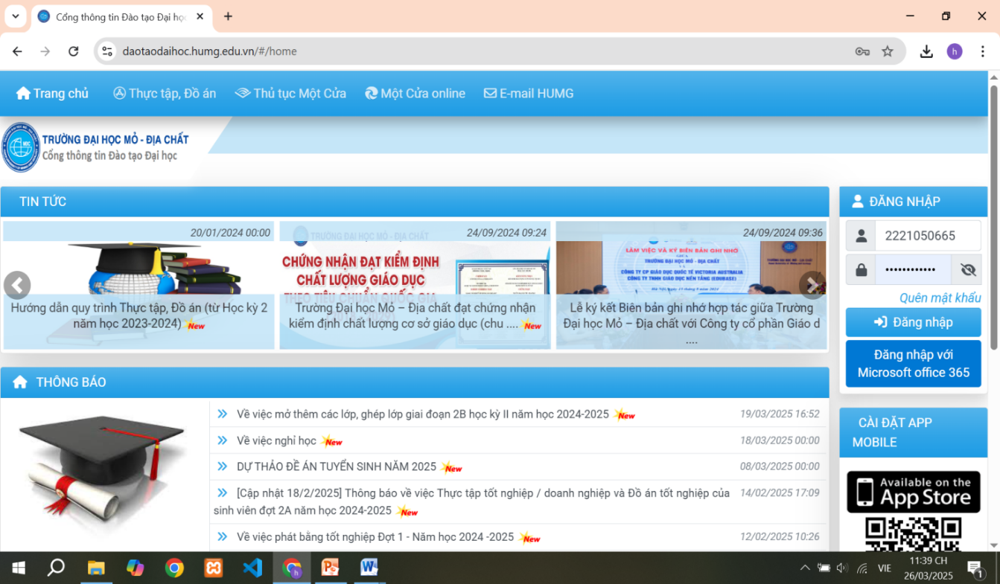 Cổng thông tin Đào tạo Đại họ
daotaodaihoc.humg.edu.vn/#/home
h
Trang chủ
Thực tập, Đồ án
Thủ tục Một Cửa
Một Cửa online
E-mail HUMG
TRƯỜNG ĐẠI HỌC MỎ - ĐỊA CHẤT
Cổng thông tin Đào tạo Đại học
TIN TỨC
20/01/2024 00:00
Hướng dẫn quy trình Thực tập, Đồ án (từ Học kỳ 2
năm học 2023-2024) New
24/09/2024 09:24
TRƯỜNG ĐẠI HỌC MỎ - ĐỊA CHẤT
CHỨNG NHẬN ĐẠT KIỂM ĐỊNH
CHẤT LƯỢNG GIÁO DỤC
THEO TIÊU CHUẨN QUỐC GIA
Trường Đại học Mỏ – Địa chất đạt chứng nhận
kiểm định chất lượng cơ sở giáo dục (chu .... New
24/09/2024 09:36
LÀM VIỆC VÀ KÝ BIÊN BẢN GHI NHỚ
GIỮA
TRƯỜNG ĐẠI HỌC MỎ - ĐỊA CHẤT
VÀ
CÔNG TY CP GIÁO DỤC QUỐC TẾ VICTORIA AUSTRALIA
CÔNG TY TNHH GIÁO DỤC NỀN TẢNG (EDUBASE)
Lễ ký kết Biên bản ghi nhớ hợp tác giữa Trường
Đại học Mỏ – Địa chất với Công ty cổ phần Giáo d
....
ĐĂNG NHẬP
2221050665
••••••••••••
Quên mật khẩu
Đăng nhập
Đăng nhập với
Microsoft office 365
THÔNG BÁO
Về việc mở thêm các lớp, ghép lớp giai đoạn 2B học kỳ II năm học 2024-2025 New 19/03/2025 16:52
Về việc nghỉ học New 18/03/2025 00:00
DỰ THẢO ĐỀ ÁN TUYỂN SINH NĂM 2025 New 08/03/2025 00:00
[Cập nhật 18/2/2025] Thông báo về việc Thực tập tốt nghiệp / doanh nghiệp và Đồ án tốt nghiệp của 14/02/2025 17:09
sinh viên đợt 2A năm học 2024-2025 New
Về việc phát bằng tốt nghiệp Đợt 1 - Năm học 2024 -2025 New 12/02/2025 10:26
CÀI ĐẶT APP
MOBILE
Available on the
App Store
VIE
11:39 CH
26/03/2025
1